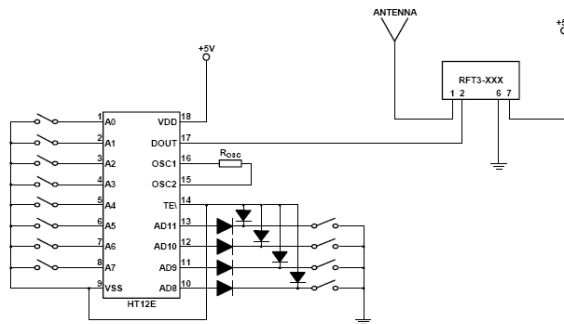 ANTENNA
+5V
+5
RFT3-XXX
1 2 6 7
1 A0 VDD 18
2 A1 DOUT 17
3 A2 OSC1 16 ROSC
4 A3 OSC2 15
5 A4 TE\ 14
6 A5 AD11 13
7 A6 AD10 12
8 A7 AD9 11
9 VSS AD8 10
HT12E